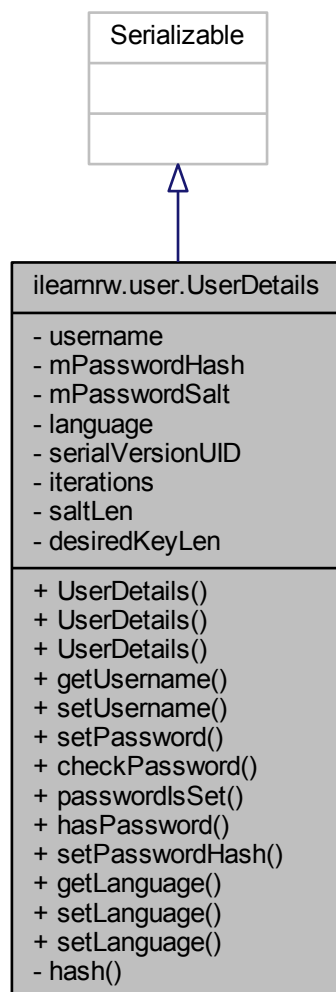 Serializable
ilearnrw.user.UserDetails
- username
- mPasswordHash
- mPasswordSalt
- language
- serialVersionUID
- iterations
- saltLen
- desiredKeyLen
+ UserDetails()
+ UserDetails()
+ UserDetails()
+ getUsername()
+ setUsername()
+ setPassword()
+ checkPassword()
+ passwordIsSet()
+ hasPassword()
+ setPasswordHash()
+ getLanguage()
+ setLanguage()
+ setLanguage()
- hash()